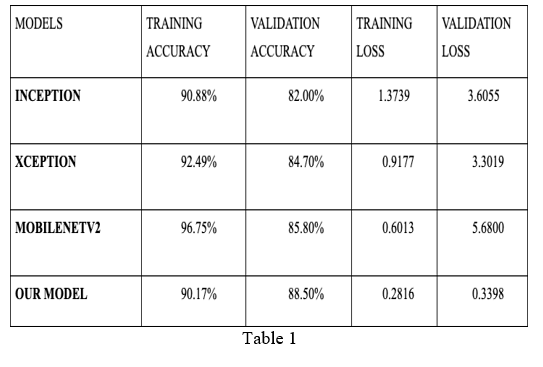 MODELS TRAINING VALIDATION TRAINING VALIDATION
ACCURACY ACCURACY LOSS LOSS
INCEPTION 90.88% 82.00% 1.3739 3.6055
XCEPTION 92.49% 84.70% 0.9177 3.3019
MOBILENETV2 96.75% 85.80% 0.6013 5.6800
OUR MODEL 90.17% 88.50% 0.2816 0.3398
Table 1